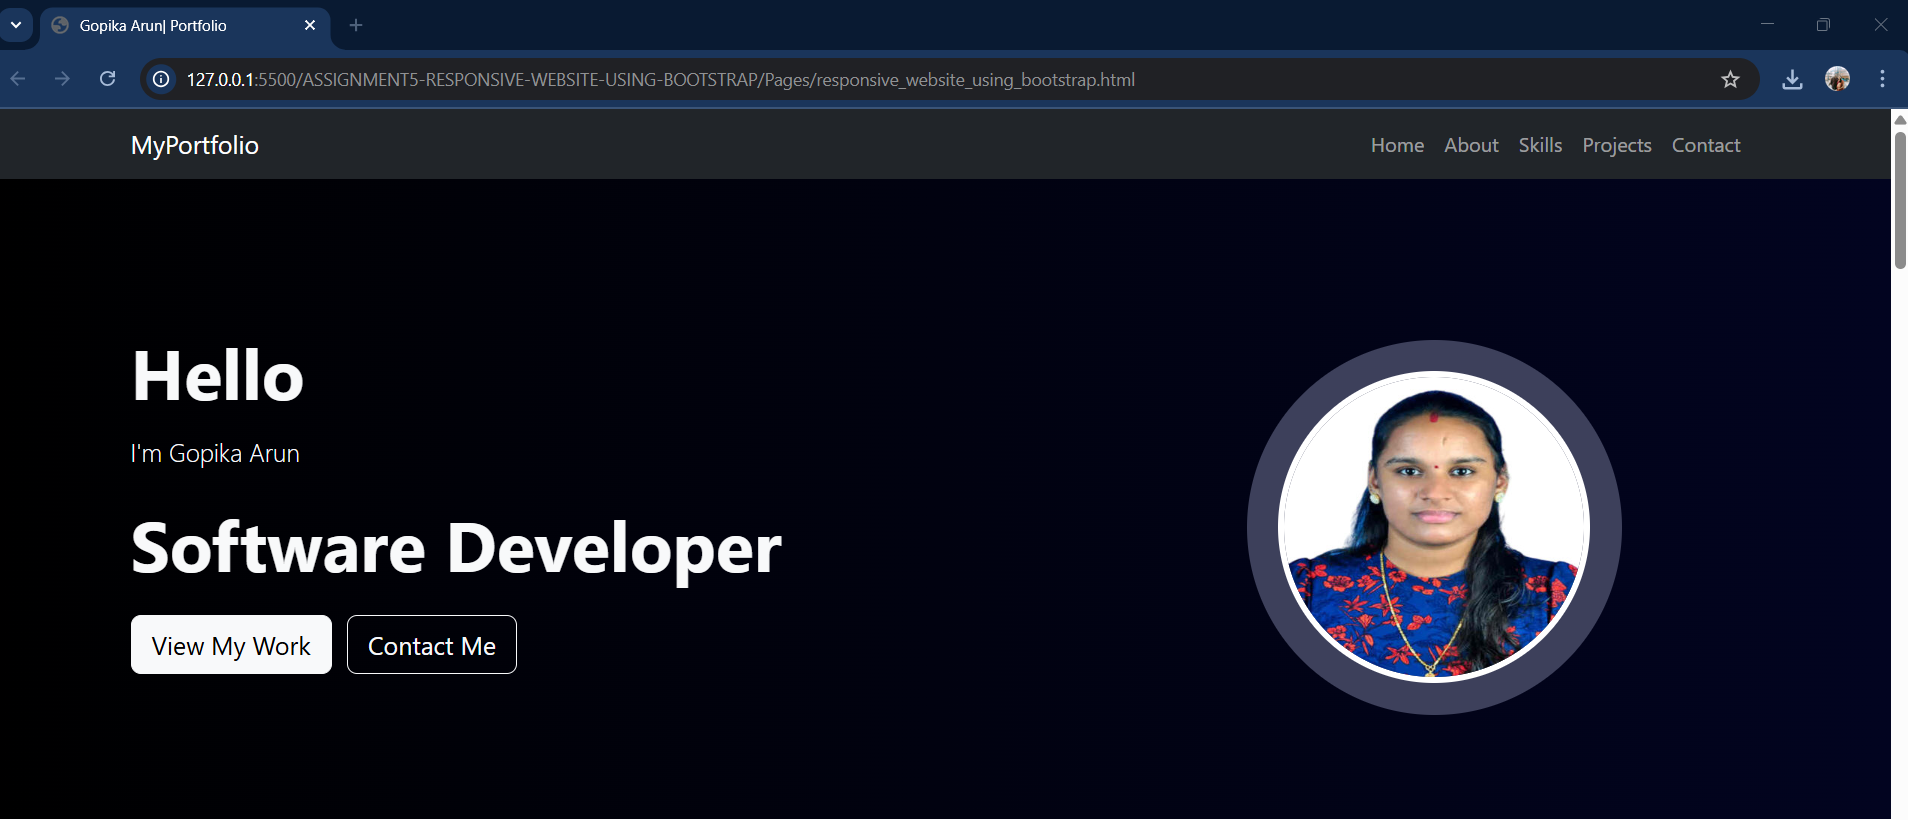 Gopika Arun| Portfolio
127.0.0.1:5500/ASSIGNMENT5-RESPONSIVE-WEBSITE-USING-BOOTSTRAP/Pages/responsive_website_using_bootstrap.html
MyPortfolio Home About Skills Projects Contact
Hello
I'm Gopika Arun
Software Developer
View My Work Contact Me